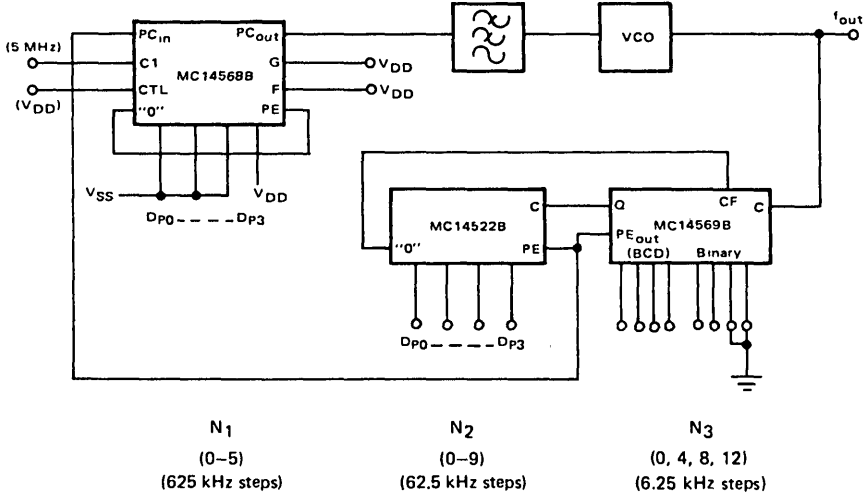 PCin PCout
(5 MHz) C1 G VDD
MC14568B
(VDD) CTL F VDD
"0" PE
VSS VDD
DP0 – – – – DP3
VCO
fout
CF
C Q C
MC14522B MC14569B
"0" PE PEout
(BCD) Binary
DP0 – – – – DP3
N1 N2 N3
(0–5) (0–9) (0, 4, 8, 12)
(625 kHz steps) (62.5 kHz steps) (6.25 kHz steps)